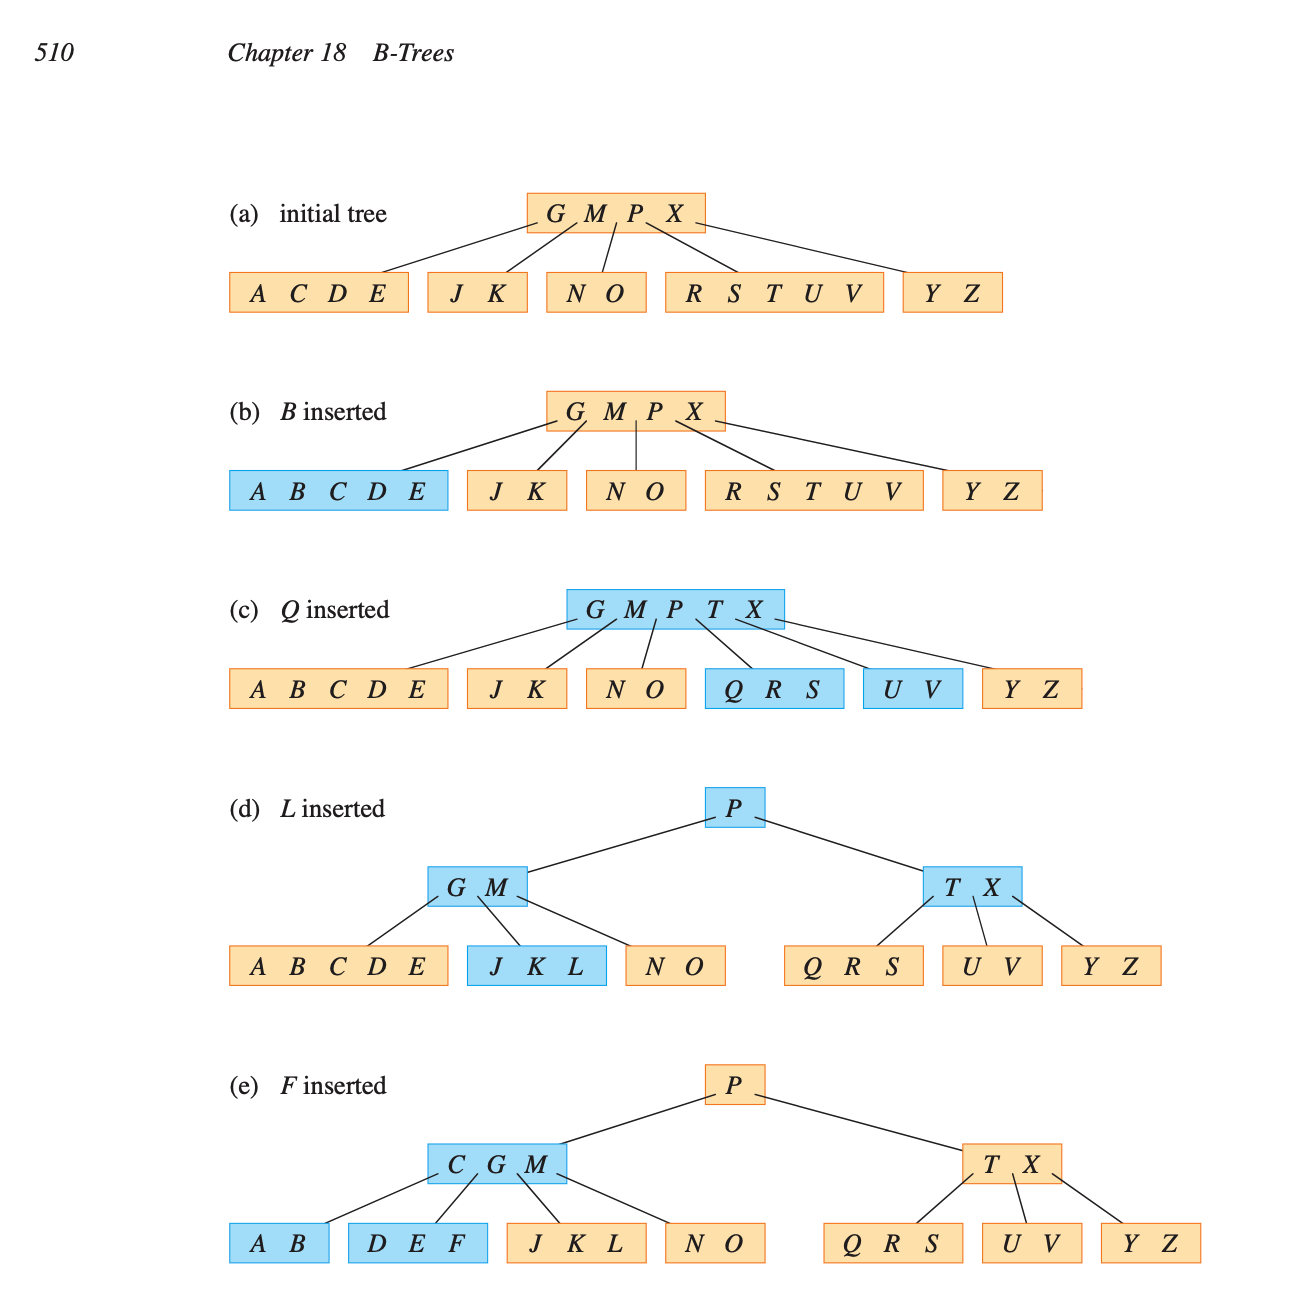 510 Chapter 18 B-Trees
(a) initial tree
G M P X
A C D E J K N O R S T U V Y Z
(b) B inserted
G M P X
A B C D E J K N O R S T U V Y Z
(c) Q inserted
G M P T X
A B C D E J K N O Q R S U V Y Z
(d) L inserted
P
G M T X
A B C D E J K L N O Q R S U V Y Z
(e) F inserted
P
C G M T X
A B D E F J K L N O Q R S U V Y Z